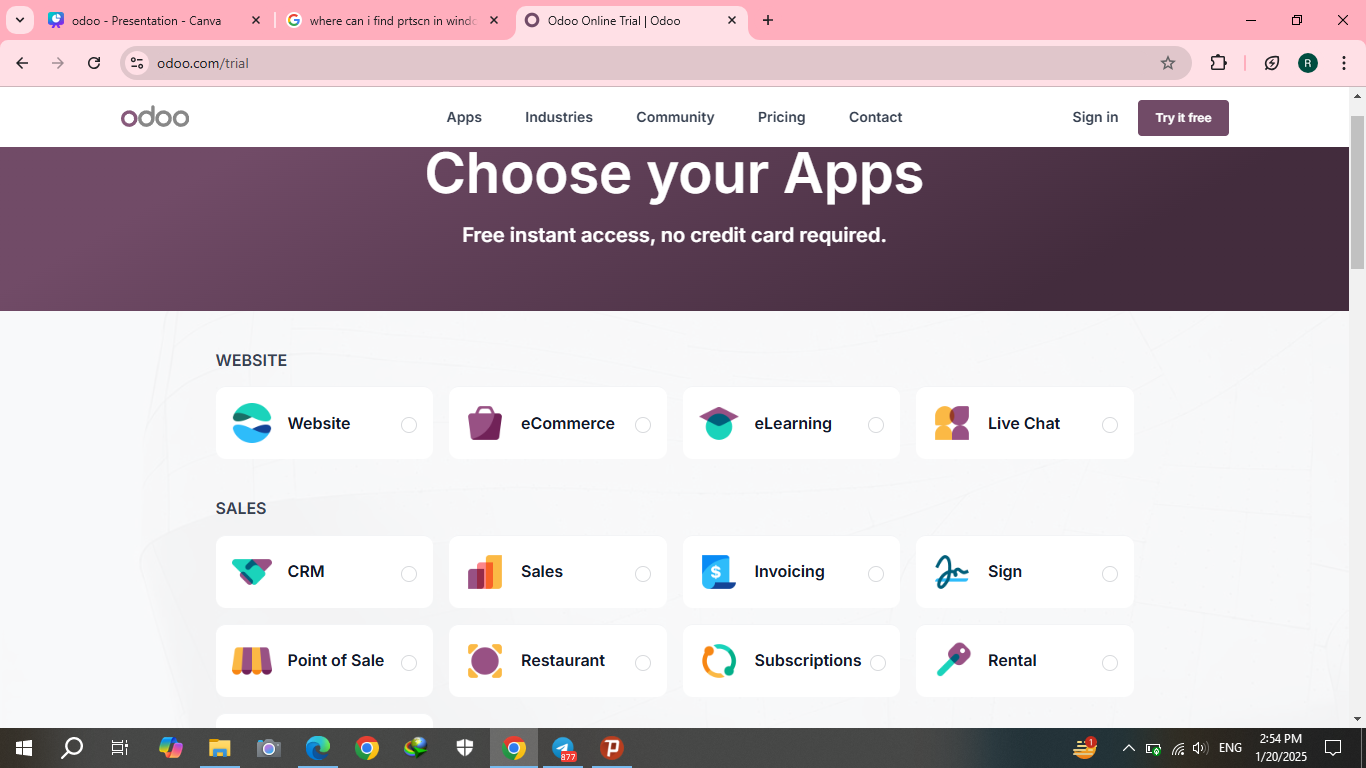 odoo - Presentation - Canva
where can i find prtscn in windo
Odoo Online Trial | Odoo
odoo.com/trial
R
odoo
Apps
Industries
Community
Pricing
Contact
Sign in
Try it free
Choose your Apps
Free instant access, no credit card required.
WEBSITE
Website
eCommerce
eLearning
Live Chat
SALES
CRM
Sales
$
Invoicing
Sign
Point of Sale
Restaurant
Subscriptions
Rental
877
P
1
ENG
2:54 PM
1/20/2025